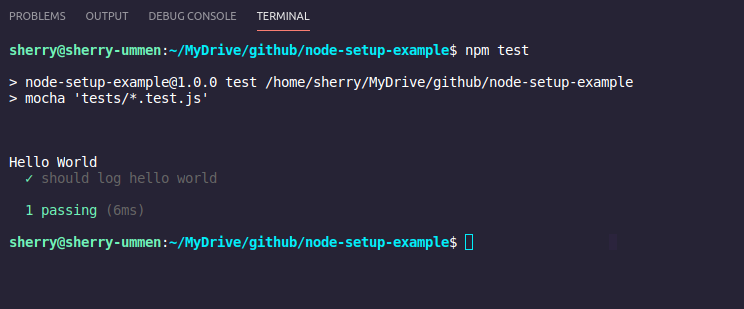 PROBLEMS OUTPUT DEBUG CONSOLE TERMINAL
sherry@sherry-ummen:~/MyDrive/github/node-setup-example$ npm test
> node-setup-example@1.0.0 test /home/sherry/MyDrive/github/node-setup-example
> mocha 'tests/*.test.js'
Hello World
✓ should log hello world
1 passing (6ms)
sherry@sherry-ummen:~/MyDrive/github/node-setup-example$